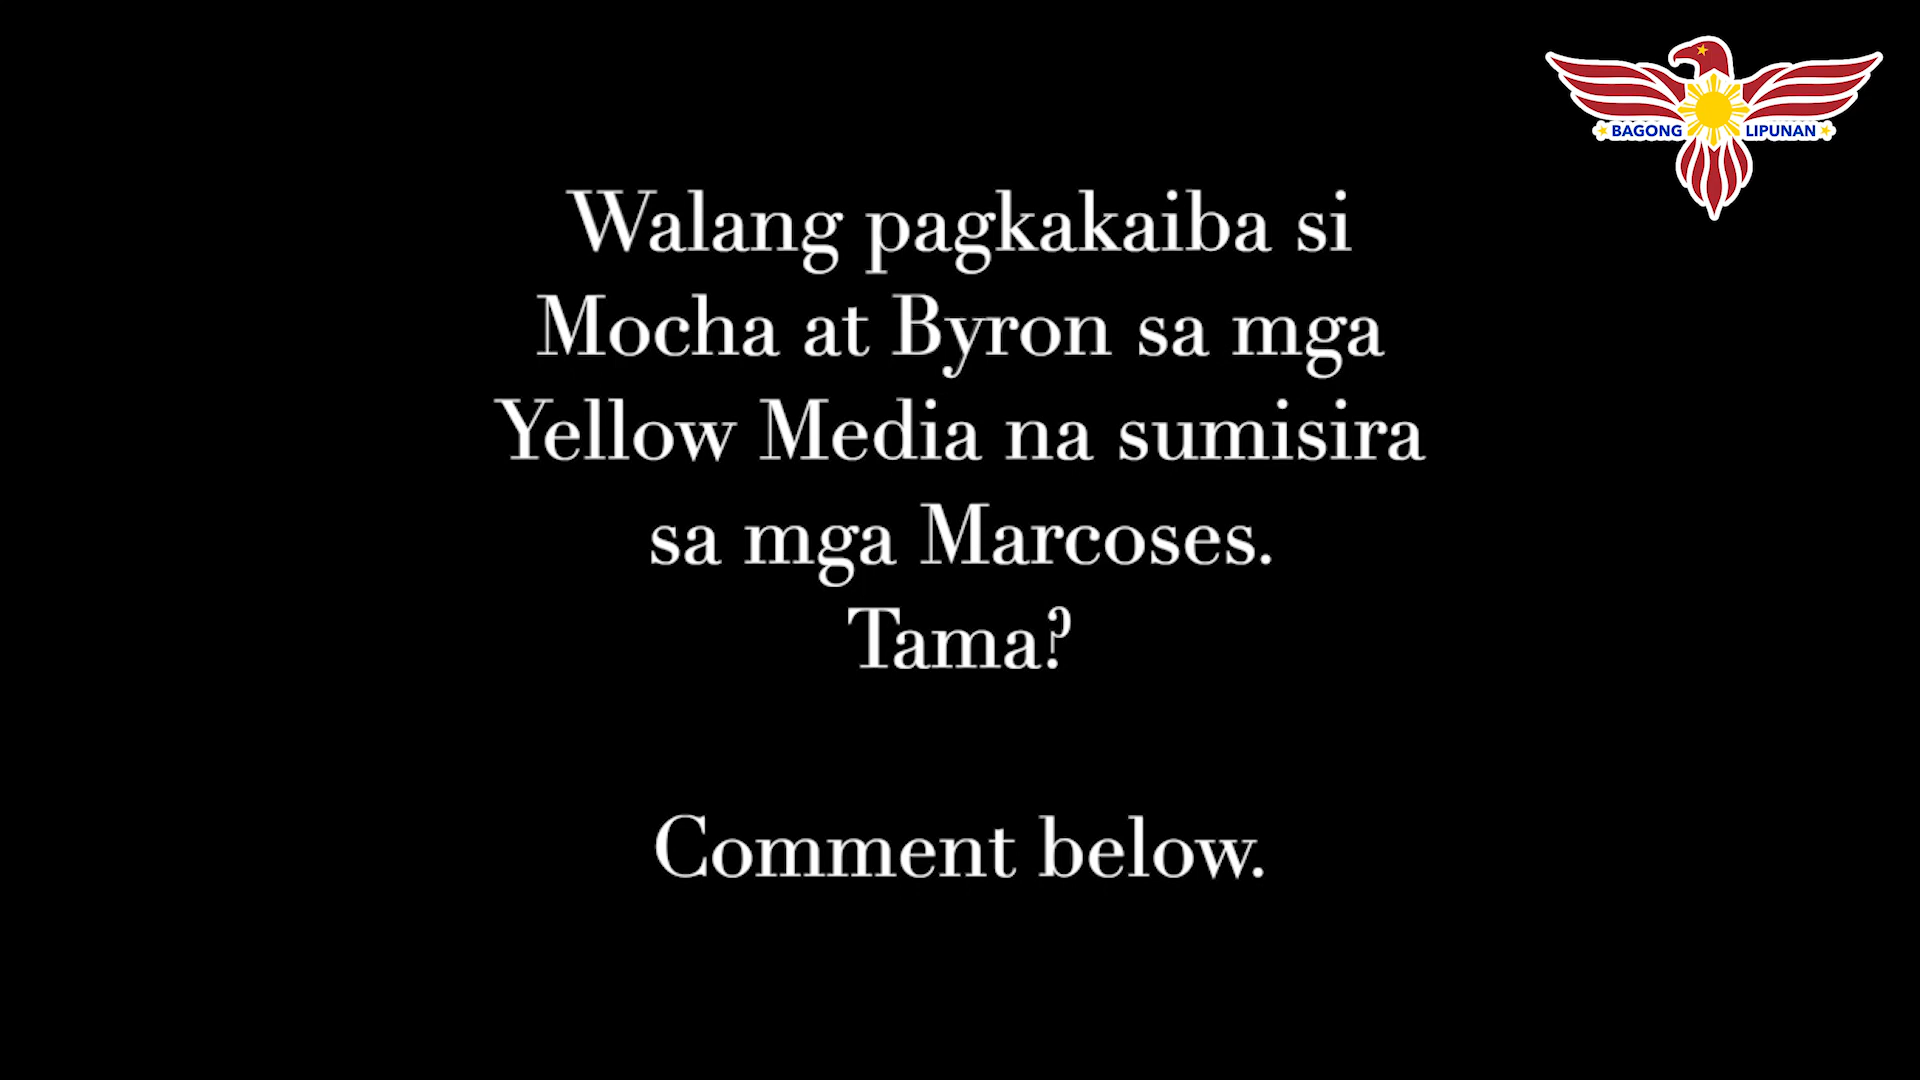 BAGONG LIPUNAN
Walang pagkakaiba si
Mocha at Byron sa mga
Yellow Media na sumisira
sa mga Marcoses.
Tama?
Comment below.